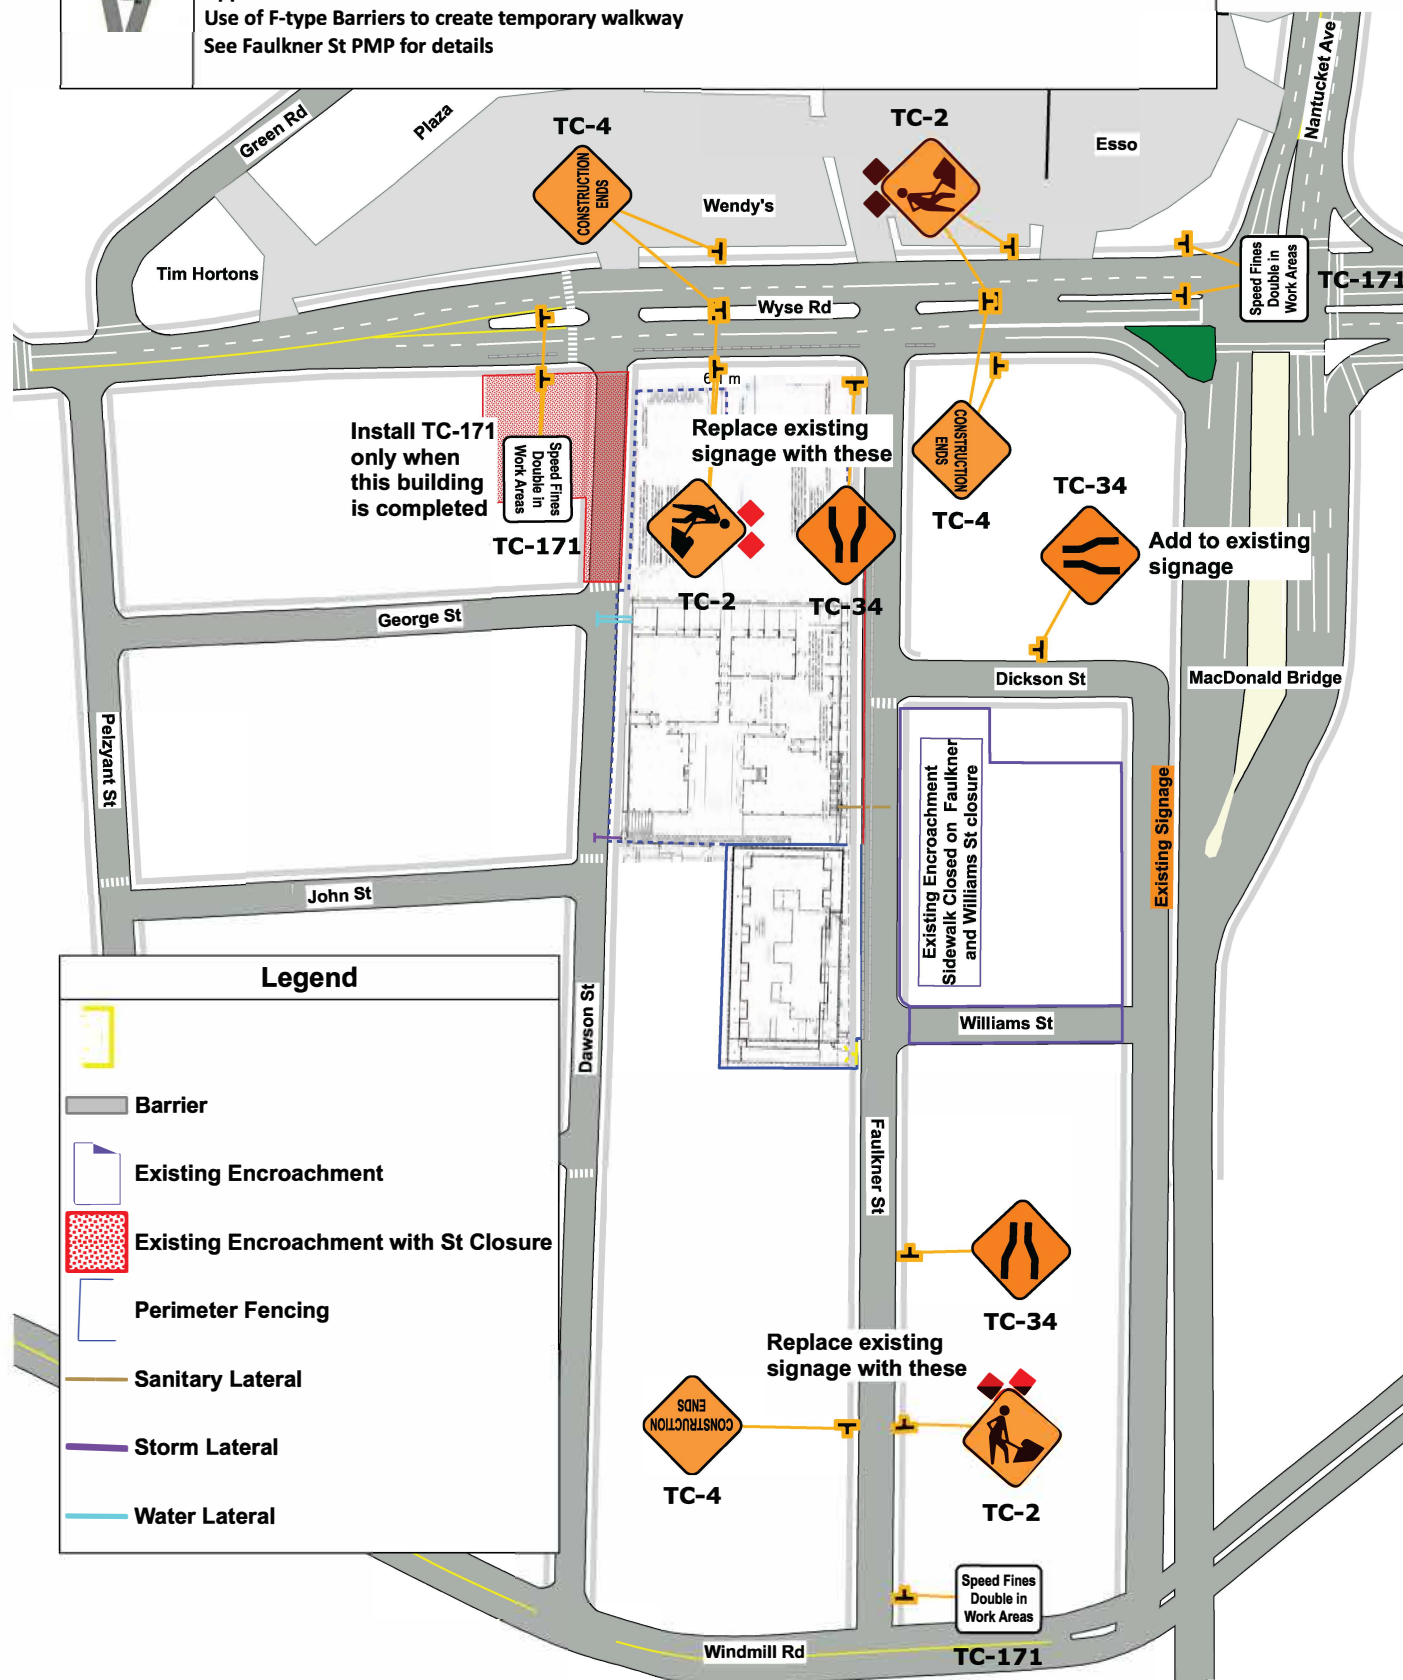 Use of F-type Barriers to create temporary walkway
See Faulkner St PMP for details
Nantucket Ave
Green Rd
Plaza
TC-4
TC-2
Esso
CONSTRUCTION
ENDS
Wendy's
Tim Hortons
Speed Fines
Double in
Work Areas
TC-171
Wyse Rd
Install TC-171
only when
this building
is completed
Speed Fines
Double in
Work Areas
TC-171
Replace existing
signage with these
TC-2
TC-34
CONSTRUCTION
ENDS
TC-4
TC-34
Add to existing
signage
George St
Dickson St
MacDonald Bridge
Pelzyant St
Existing Encroachment
Sidewalk Closed on Faulkner
and Williams St closure
Existing Signage
John St
Dawson St
Williams St
Legend
Barrier
Existing Encroachment
Existing Encroachment with St Closure
Perimeter Fencing
Sanitary Lateral
Storm Lateral
Water Lateral
Faulkner St
TC-34
Replace existing
signage with these
CONSTRUCTION
ENDS
TC-4
TC-2
Speed Fines
Double in
Work Areas
TC-171
Windmill Rd